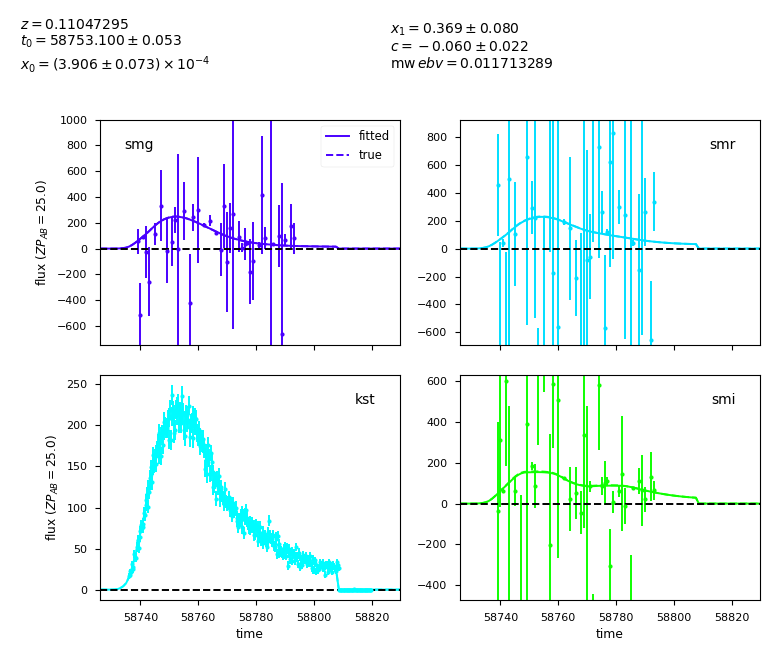 z = 0.11047295
t₀ = 58753.100 ± 0.053
x₀ = (3.906 ± 0.073) × 10⁻⁴
x₁ = 0.369 ± 0.080
c = −0.060 ± 0.022
mw ebv = 0.011713289
smg
fitted
true
1000
800
600
400
200
0
−200
−400
−600
flux (ZP_AB = 25.0)
smr
800
600
400
200
0
−200
−400
−600
kst
250
200
150
100
50
0
flux (ZP_AB = 25.0)
58740 58760 58780 58800 58820
time
smi
600
400
200
0
−200
−400
58740 58760 58780 58800 58820
time